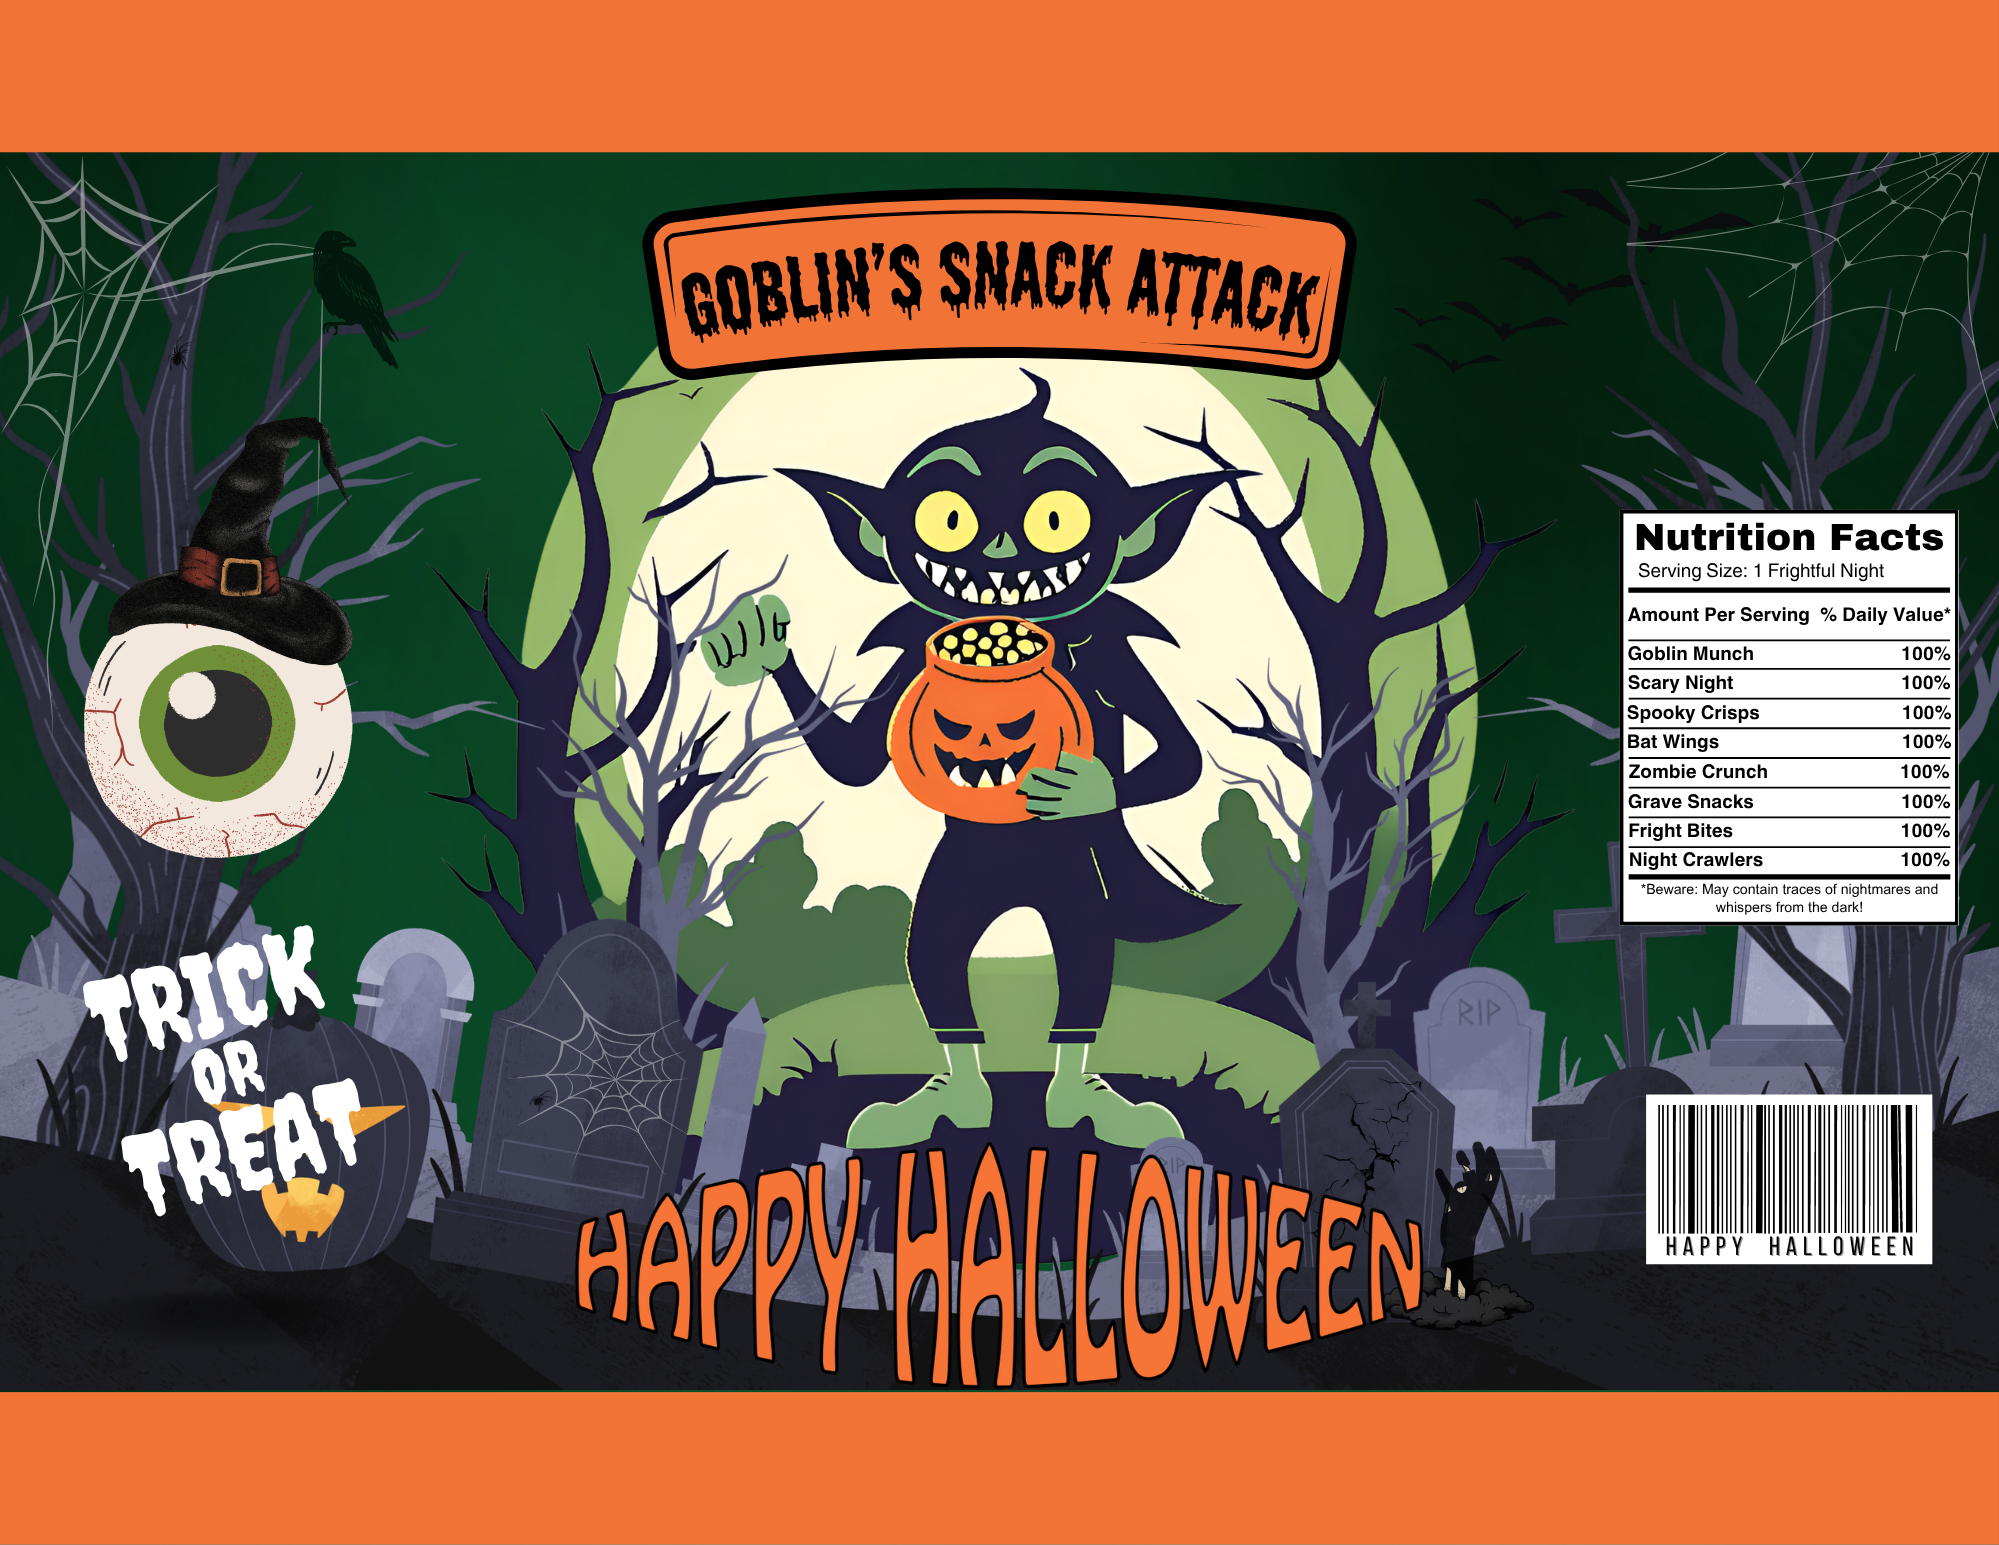 GOBLIN'S SNACK ATTACK
TRICK
OR
TREAT
HAPPY HALLOWEEN
RIP
RIP
Nutrition Facts
Serving Size: 1 Frightful Night
Amount Per Serving % Daily Value*
Goblin Munch 100%
Scary Night 100%
Spooky Crisps 100%
Bat Wings 100%
Zombie Crunch 100%
Grave Snacks 100%
Fright Bites 100%
Night Crawlers 100%
*Beware: May contain traces of nightmares and
whispers from the dark!
HAPPY HALLOWEEN